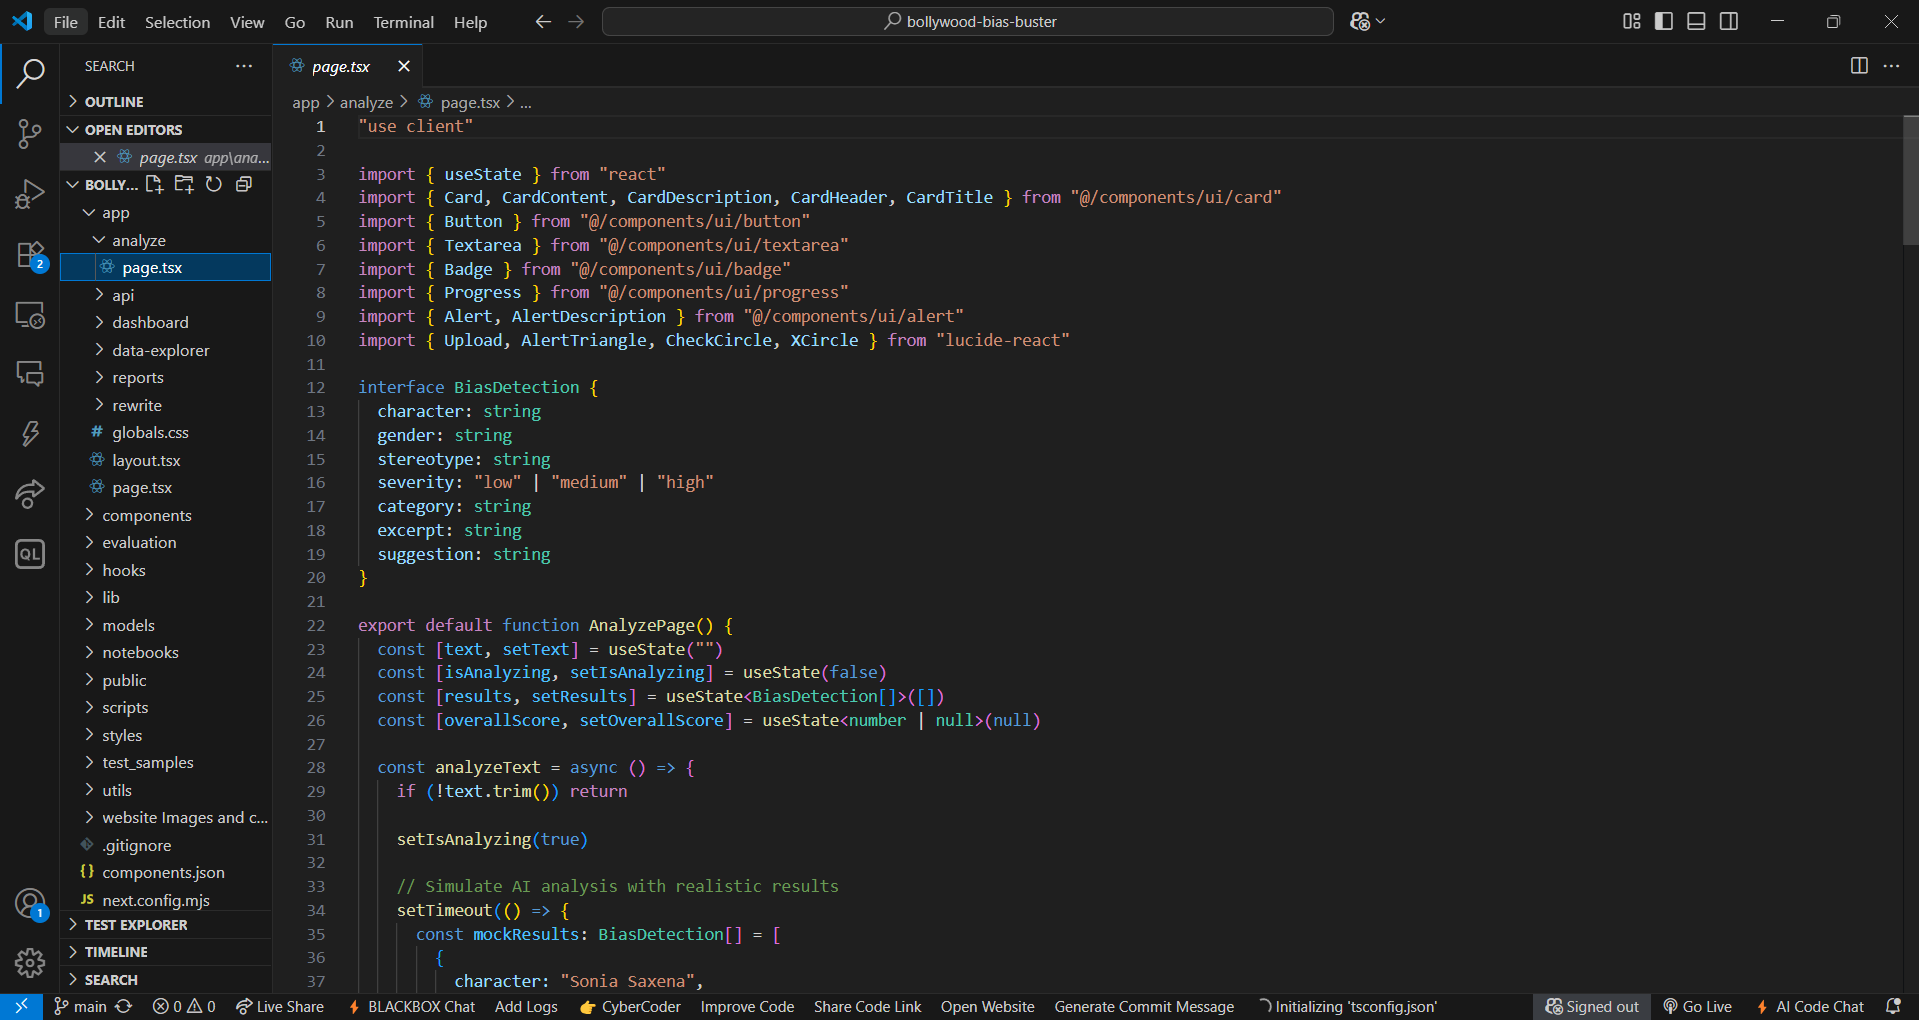 File Edit Selection View Go Run Terminal Help
bollywood-bias-buster
SEARCH
OUTLINE
OPEN EDITORS
page.tsx app\ana...
BOLLY...
app
analyze
page.tsx
api
dashboard
data-explorer
reports
rewrite
# globals.css
layout.tsx
page.tsx
components
evaluation
hooks
lib
models
notebooks
public
scripts
styles
test_samples
utils
website Images and c...
.gitignore
{} components.json
JS next.config.mjs
TEST EXPLORER
TIMELINE
SEARCH
2
QL
1
page.tsx
app > analyze > page.tsx > ...
1 "use client"
2
3 import { useState } from "react"
4 import { Card, CardContent, CardDescription, CardHeader, CardTitle } from "@/components/ui/card"
5 import { Button } from "@/components/ui/button"
6 import { Textarea } from "@/components/ui/textarea"
7 import { Badge } from "@/components/ui/badge"
8 import { Progress } from "@/components/ui/progress"
9 import { Alert, AlertDescription } from "@/components/ui/alert"
10 import { Upload, AlertTriangle, CheckCircle, XCircle } from "lucide-react"
11
12 interface BiasDetection {
13 character: string
14 gender: string
15 stereotype: string
16 severity: "low" | "medium" | "high"
17 category: string
18 excerpt: string
19 suggestion: string
20 }
21
22 export default function AnalyzePage() {
23 const [text, setText] = useState("")
24 const [isAnalyzing, setIsAnalyzing] = useState(false)
25 const [results, setResults] = useState<BiasDetection[]>([])
26 const [overallScore, setOverallScore] = useState<number | null>(null)
27
28 const analyzeText = async () => {
29 if (!text.trim()) return
30
31 setIsAnalyzing(true)
32
33 // Simulate AI analysis with realistic results
34 setTimeout(() => {
35 const mockResults: BiasDetection[] = [
36 {
37 character: "Sonia Saxena",
main 0 0 Live Share BLACKBOX Chat Add Logs CyberCoder Improve Code Share Code Link Open Website Generate Commit Message Initializing 'tsconfig.json' Signed out Go Live AI Code Chat